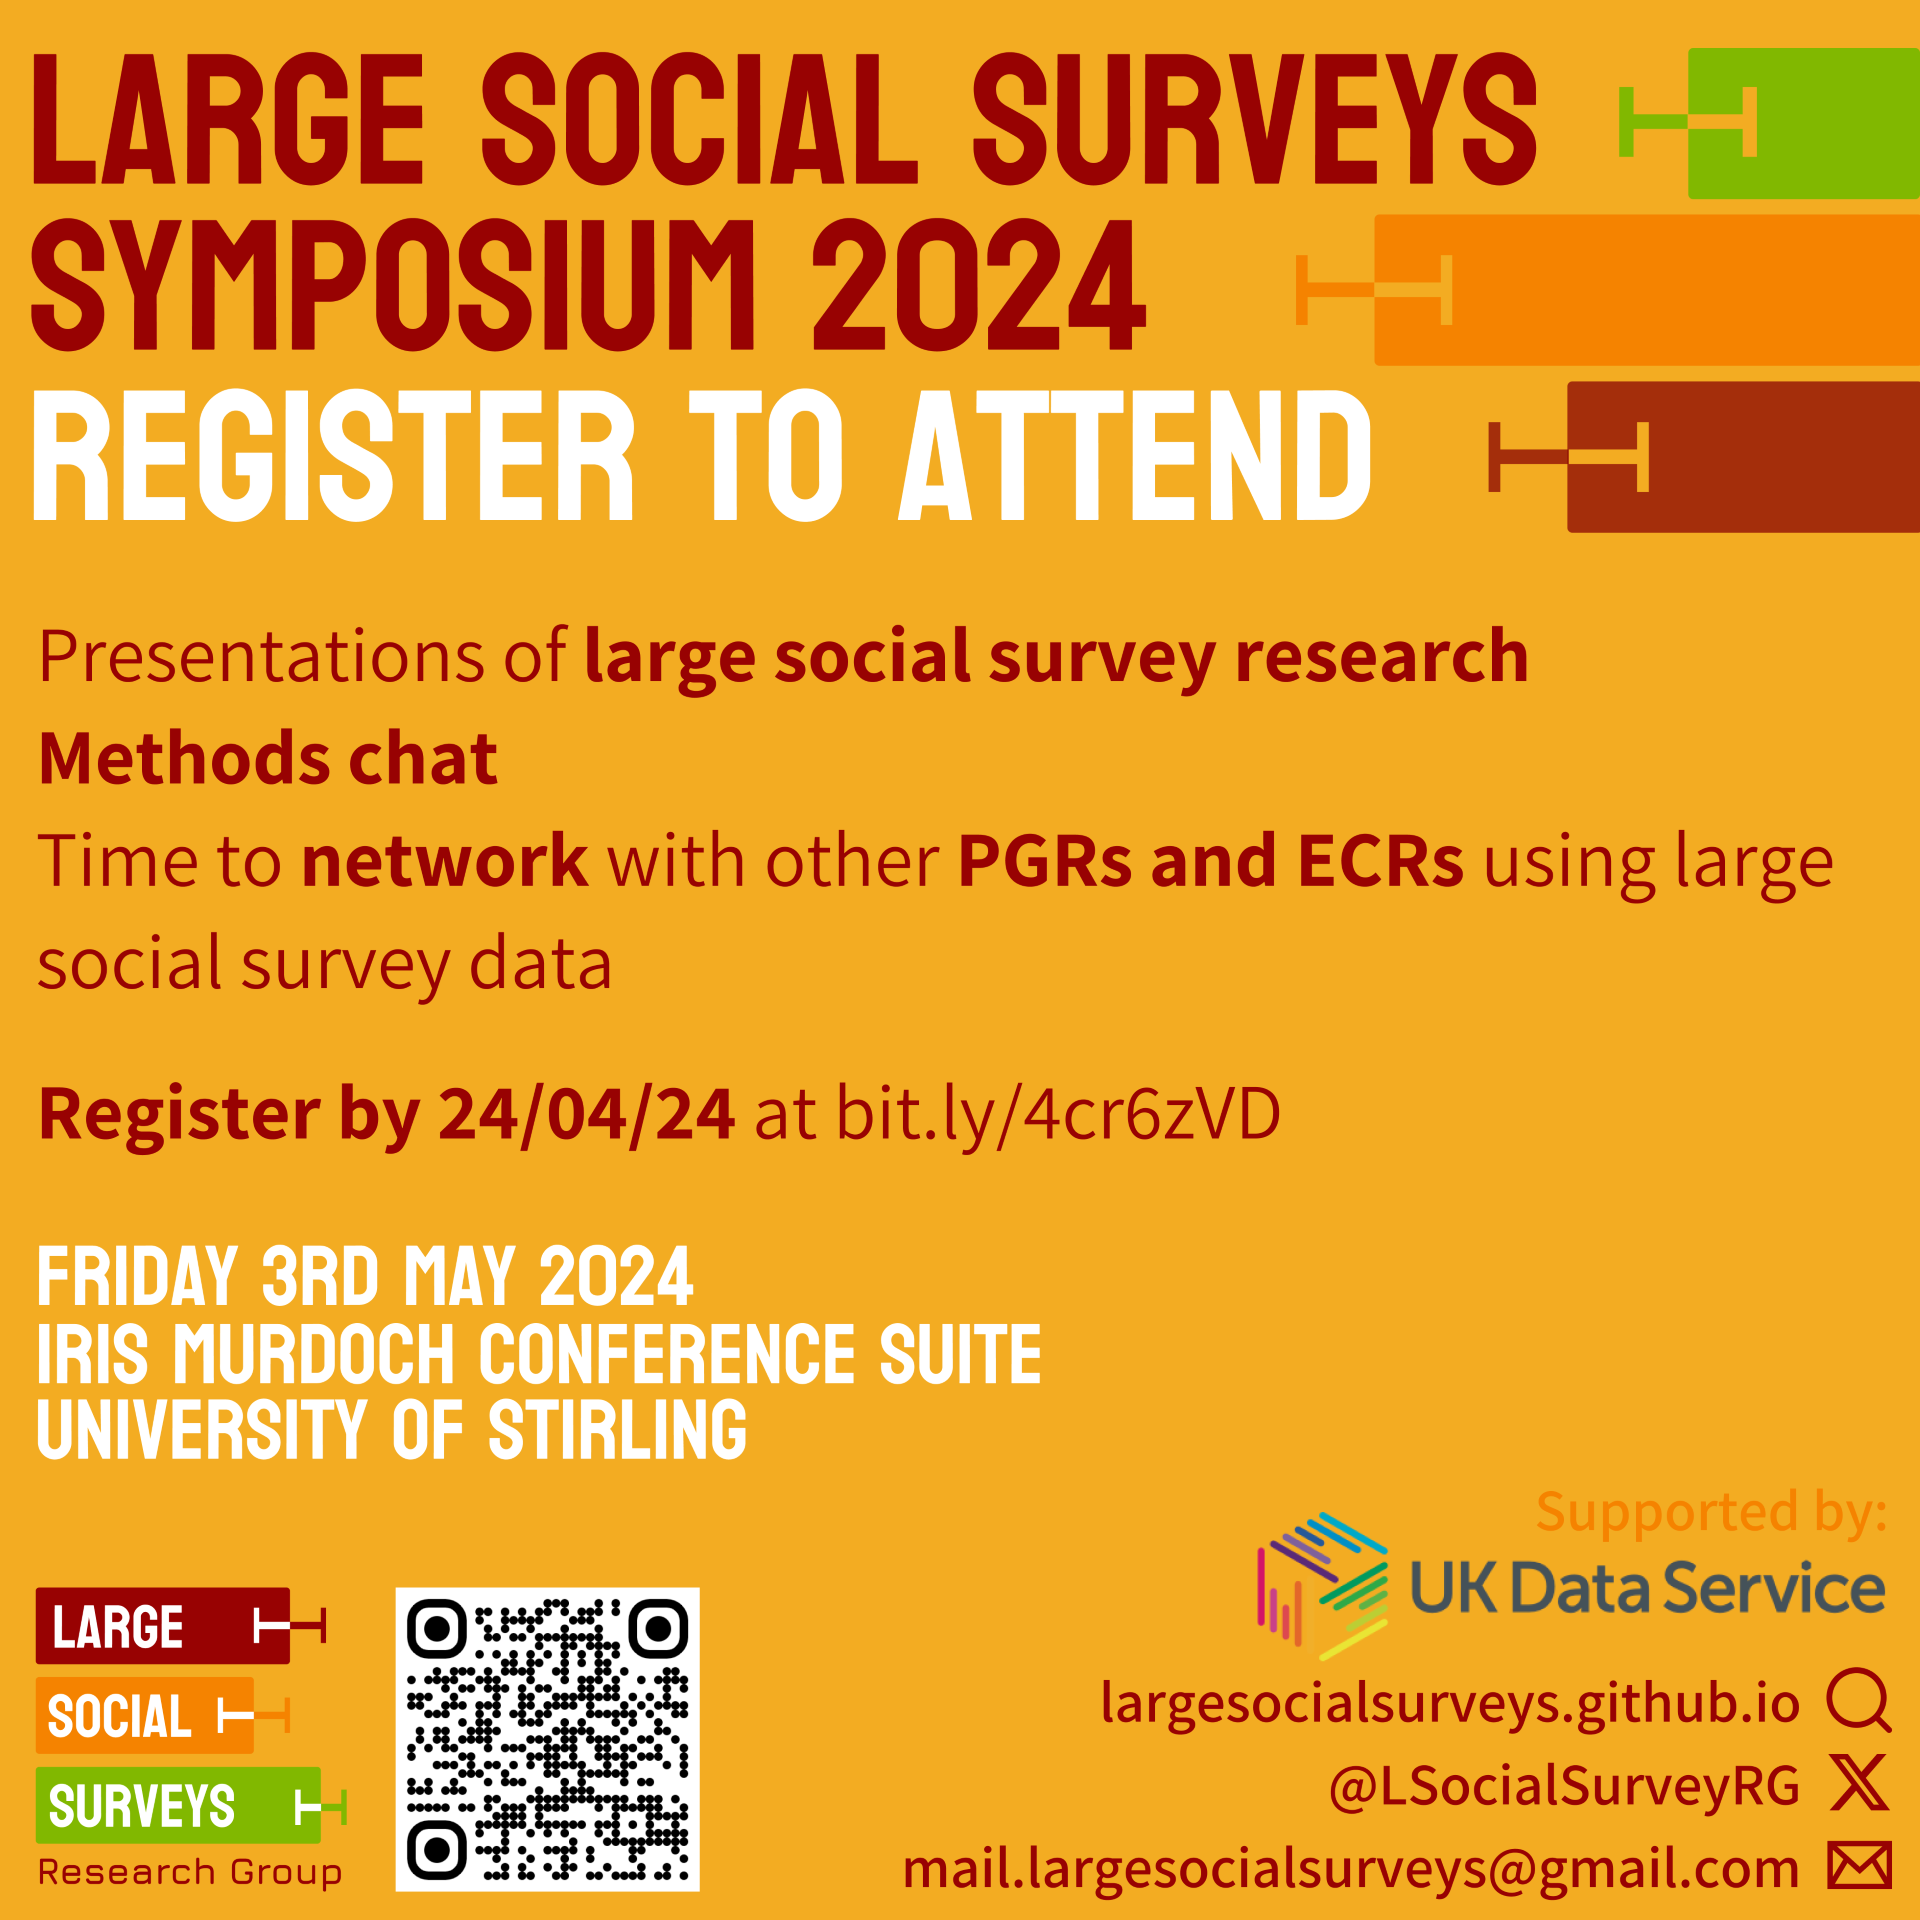 LARGE SOCIAL SURVEYS
SYMPOSIUM 2024
REGISTER TO ATTEND
Presentations of large social survey research
Methods chat
Time to network with other PGRs and ECRs using large
social survey data
Register by 24/04/24 at bit.ly/4cr6zVD
FRIDAY 3RD MAY 2024
IRIS MURDOCH CONFERENCE SUITE
UNIVERSITY OF STIRLING
Supported by:
UK Data Service
LARGE
SOCIAL
SURVEYS
Research Group
largesocialsurveys.github.io
@LSocialSurveyRG
mail.largesocialsurveys@gmail.com